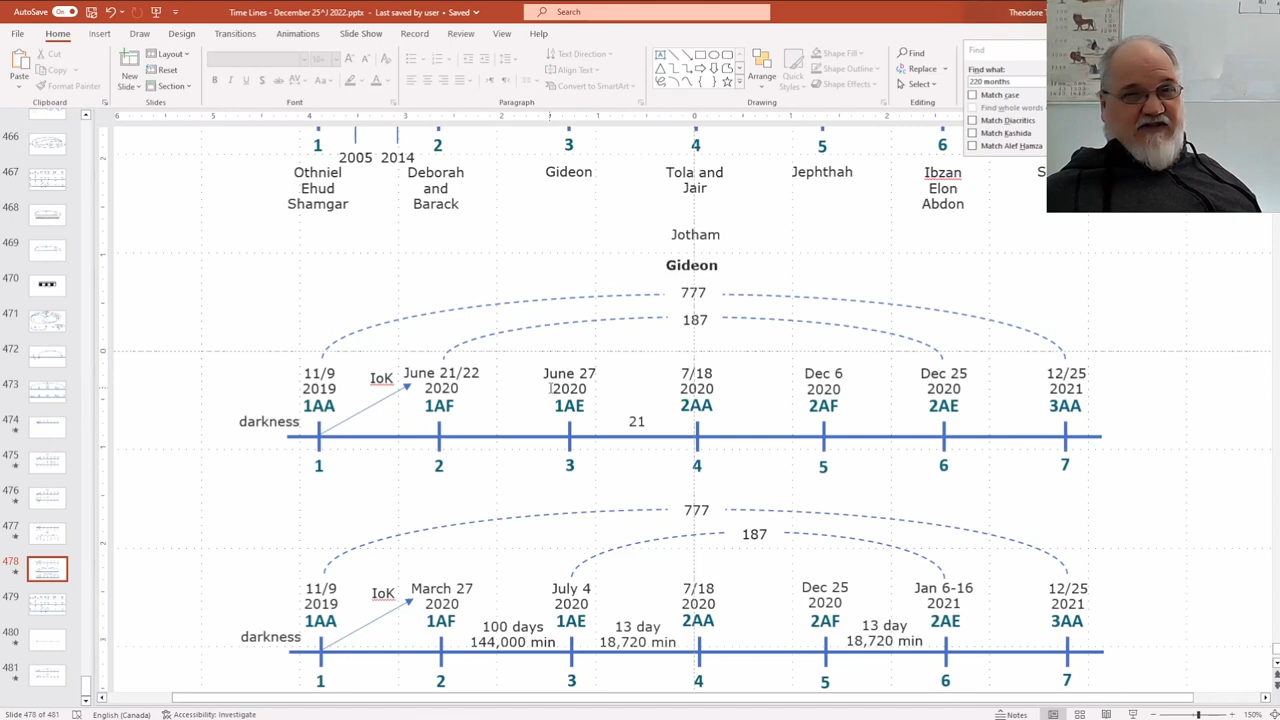 AutoSave On Time Lines - December 25^J 2022.pptx - Last saved by user • Saved Search Theodore T
File Home Insert Draw Design Transitions Animations Slide Show Record Review View Help
Paste
Cut
Copy
Format Painter
Clipboard
New Slide
Layout
Reset
Section
Slides
Font
Text Direction
Align Text
Convert to SmartArt
Paragraph
Arrange
Quick Styles
Shape Fill
Shape Outline
Shape Effects
Drawing
Find
Replace
Select
Editing
Find
Find what:
220 months
Match case
Find whole words o
Match Diacritics
Match Kashida
Match Alef Hamza
466
467
468
469
470
471
472
473
474
475
476
477
478
479
480
481
1 2 3 4 5 6
2005 2014
Othniel
Ehud
Shamgar
Deborah
and
Barack
Gideon
Tola and
Jair
Jephthah
Ibzan
Elon
Abdon
S
Jotham
Gideon
777
187
11/9
2019
1AA
IoK
June 21/22
2020
1AF
June 27
2020
1AE
7/18
2020
2AA
Dec 6
2020
2AF
Dec 25
2020
2AE
12/25
2021
3AA
darkness
21
1 2 3 4 5 6 7
777
187
11/9
2019
1AA
IoK
March 27
2020
1AF
July 4
2020
1AE
7/18
2020
2AA
Dec 25
2020
2AF
Jan 6-16
2021
2AE
12/25
2021
3AA
darkness
100 days
144,000 min
13 day
18,720 min
13 day
18,720 min
1 2 3 4 5 6 7
Slide 478 of 481 English (Canada) Accessibility: Investigate Notes 150%